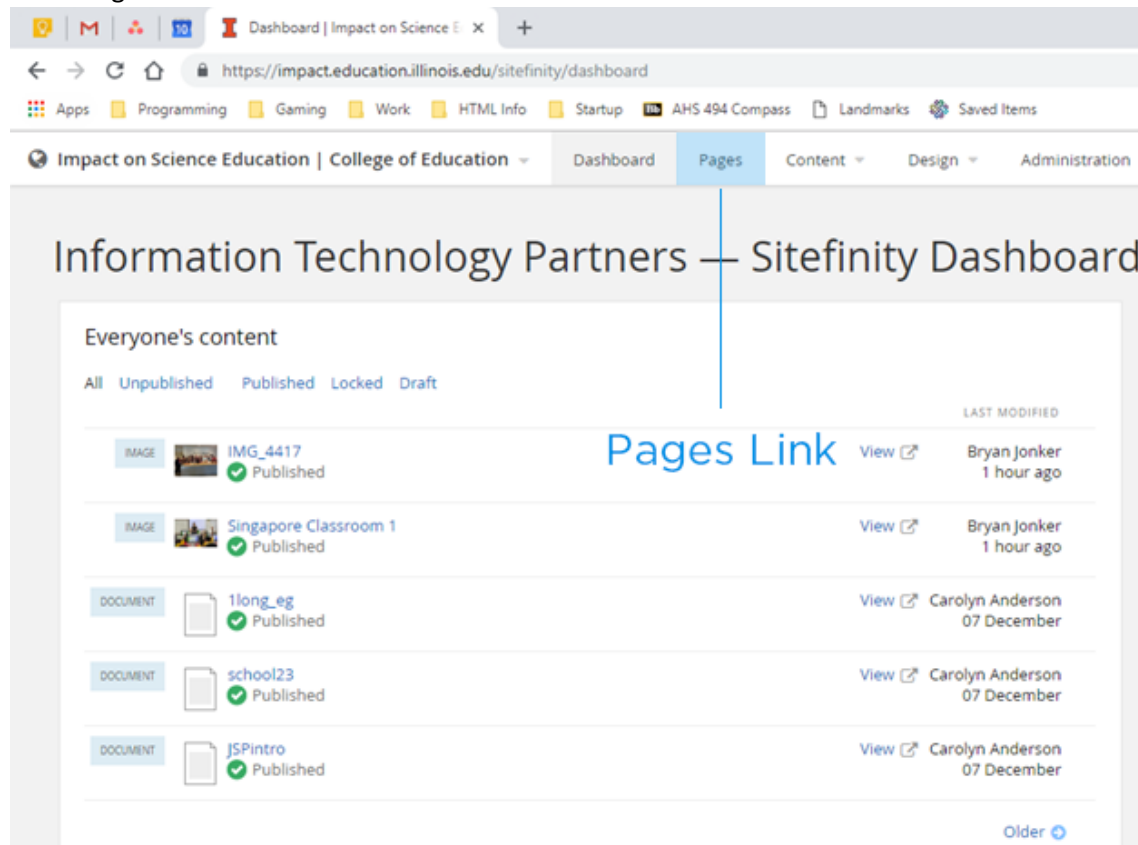 10
Dashboard | Impact on Science E
https://impact.education.illinois.edu/sitefinity/dashboard
Apps Programming Gaming Work HTML Info Startup AHS 494 Compass Landmarks Saved Items
Impact on Science Education | College of Education Dashboard Pages Content Design Administration
Information Technology Partners — Sitefinity Dashboard
Everyone's content
All Unpublished Published Locked Draft
LAST MODIFIED
Pages Link
IMAGE IMG_4417 View Bryan Jonker
Published 1 hour ago
IMAGE Singapore Classroom 1 View Bryan Jonker
Published 1 hour ago
DOCUMENT 1long_eg View Carolyn Anderson
Published 07 December
DOCUMENT school23 View Carolyn Anderson
Published 07 December
DOCUMENT JSPintro View Carolyn Anderson
Published 07 December
Older